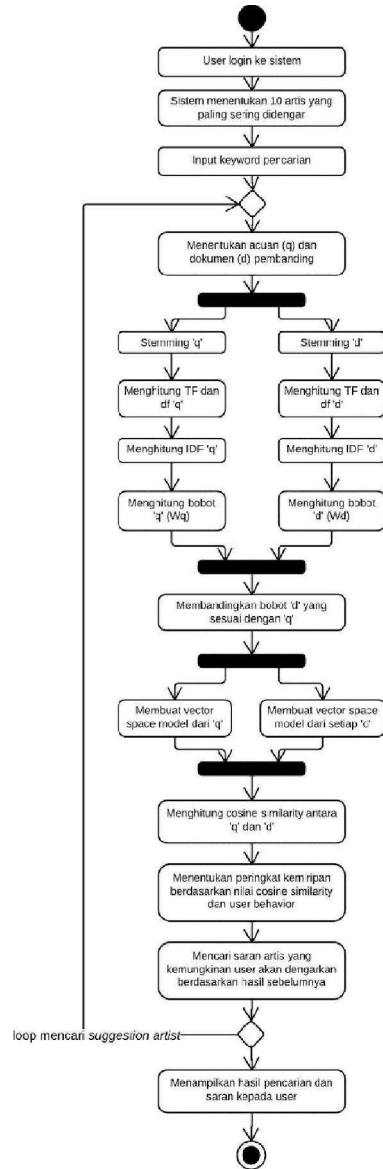 User login ke sistem
Sistem menentukan 10 artis yang
paling sering didengar
Input keyword pencarian
Menentukan acuan (q) dan
dokumen (d) pembanding
Stemming 'q'
Stemming 'd'
Menghitung TF dan
df 'q'
Menghitung TF dan
df 'd'
Menghitung IDF 'q'
Menghitung IDF 'd'
Menghitung bobot
'q' (Wq)
Menghitung bobot
'd' (Wd)
Membandingkan bobot 'd' yang
sesuai dengan 'q'
Membuat vector
space model dari 'q'
Membuat vector space
model dari setiap 'd'
Menghitung cosine similarity antara
'q' dan 'd'
Menentukan peringkat kemiripan
berdasarkan nilai cosine similarity
dan user behavior
Mencari saran artis yang
kemungkinan user akan dengarkan
berdasarkan hasil sebelumnya
loop mencari suggestion artist
Menampilkan hasil pencarian dan
saran kepada user